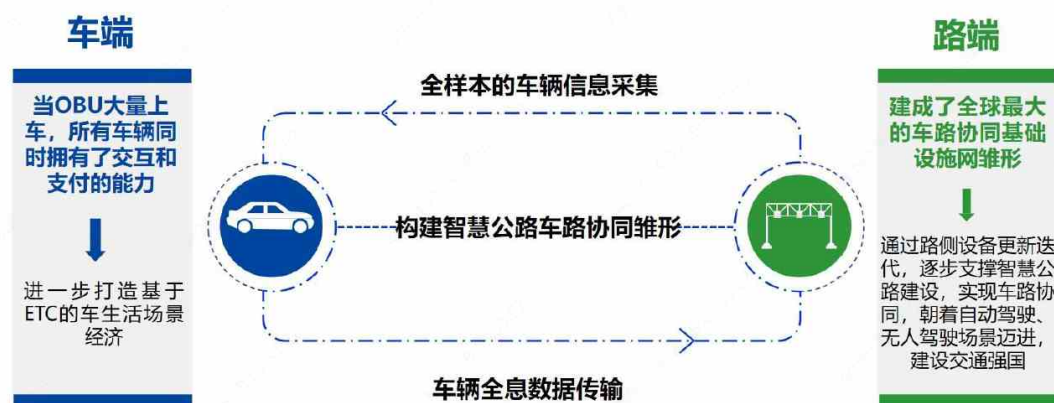 车端
当OBU大量上
车，所有车辆同
时拥有了交互和
支付的能力
进一步打造基于
ETC的车生活场景
经济
全样本的车辆信息采集
构建智慧公路车路协同雏形
车辆全息数据传输
路端
建成了全球最大
的车路协同基础
设施网雏形
通过路侧设备更新迭
代，逐步支撑智慧公
路建设，实现车路协
同，朝着自动驾驶、
无人驾驶场景迈进，
建设交通强国